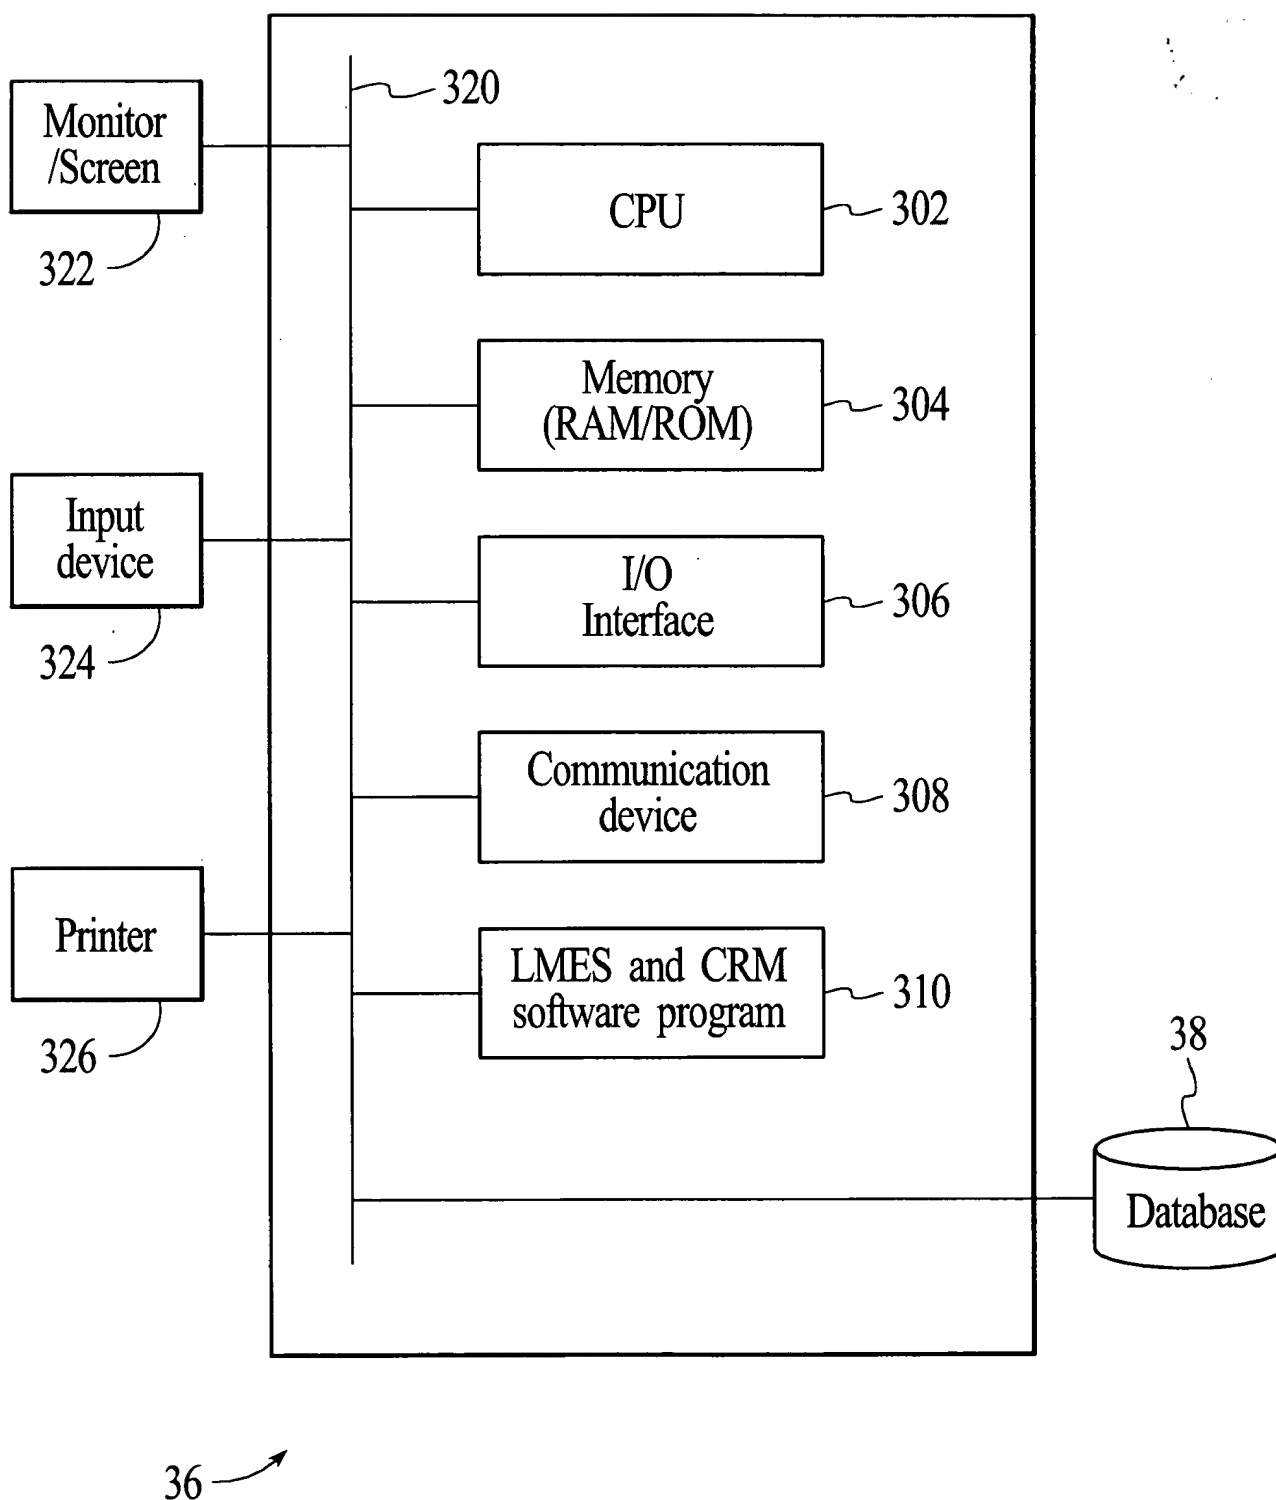 320
Monitor
/Screen
322
CPU
302
Memory
(RAM/ROM)
304
Input
device
324
I/O
Interface
306
Communication
device
308
Printer
326
LMES and CRM
software program
310
38
Database
36